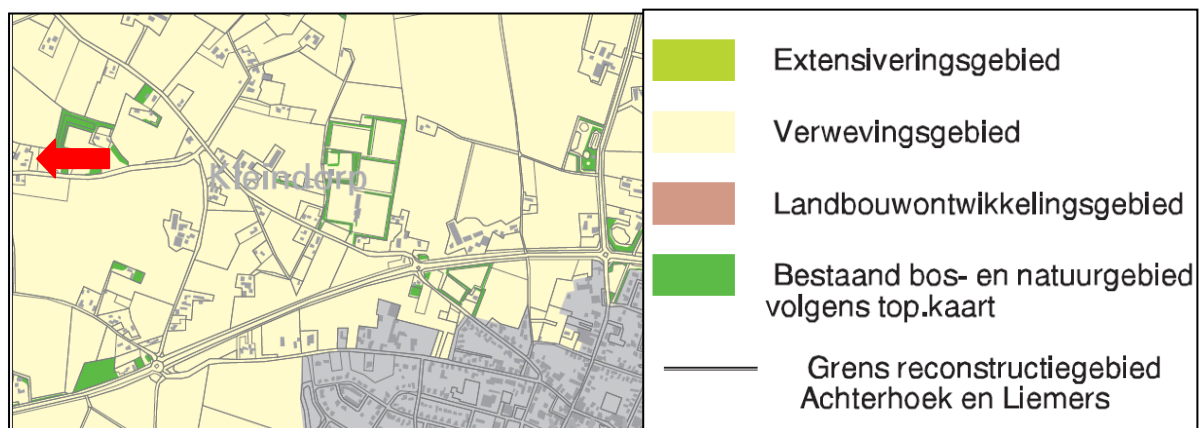 Kleindorp
Extensiveringsgebied
Verwevingsgebied
Landbouwontwikkelingsgebied
Bestaand bos- en natuurgebied
volgens top.kaart
Grens reconstructiegebied
Achterhoek en Liemers